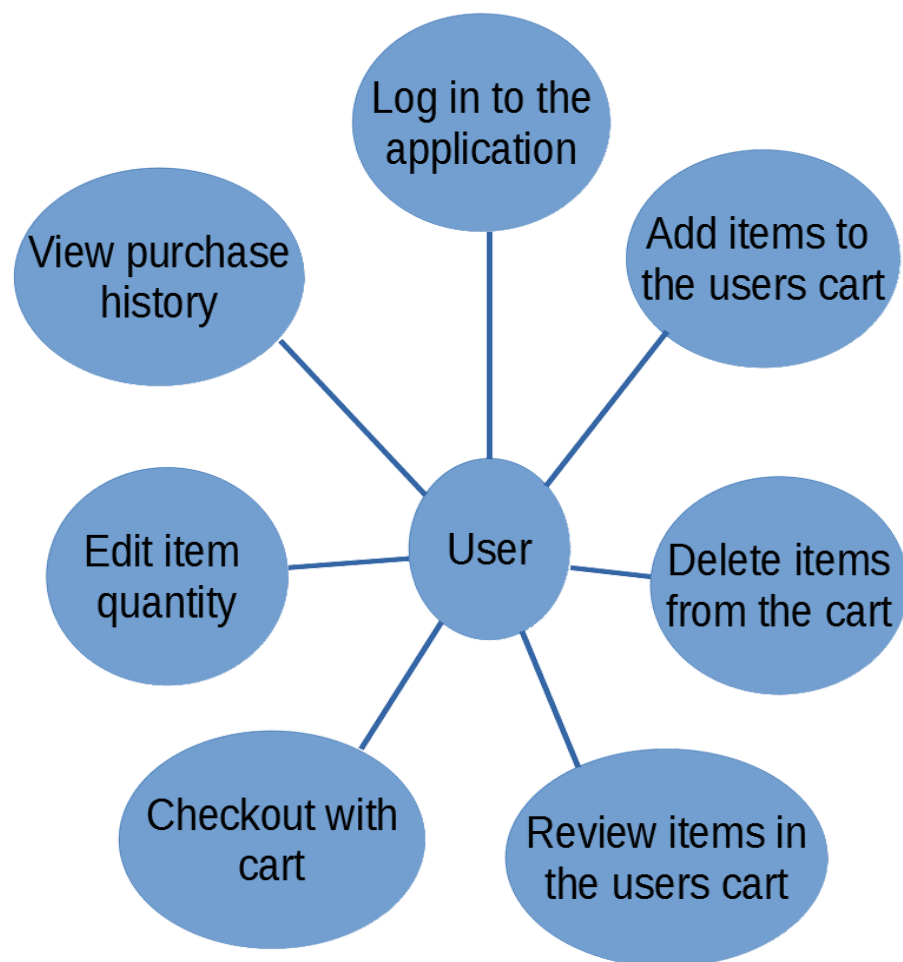 Log in to the
application
Add items to
the users cart
View purchase
history
User
Edit item
quantity
Delete items
from the cart
Checkout with
cart
Review items in
the users cart